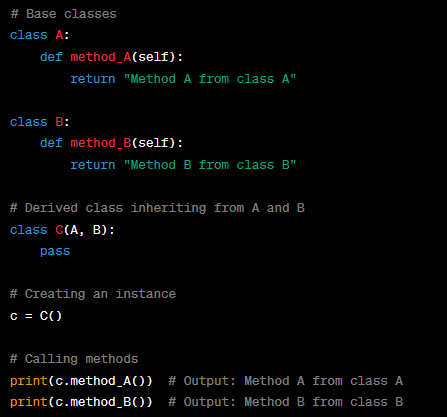 # Base classes
class A:
    def method_A(self):
        return "Method A from class A"

class B:
    def method_B(self):
        return "Method B from class B"

# Derived class inheriting from A and B
class C(A, B):
    pass

# Creating an instance
c = C()

# Calling methods
print(c.method_A())  # Output: Method A from class A
print(c.method_B())  # Output: Method B from class B